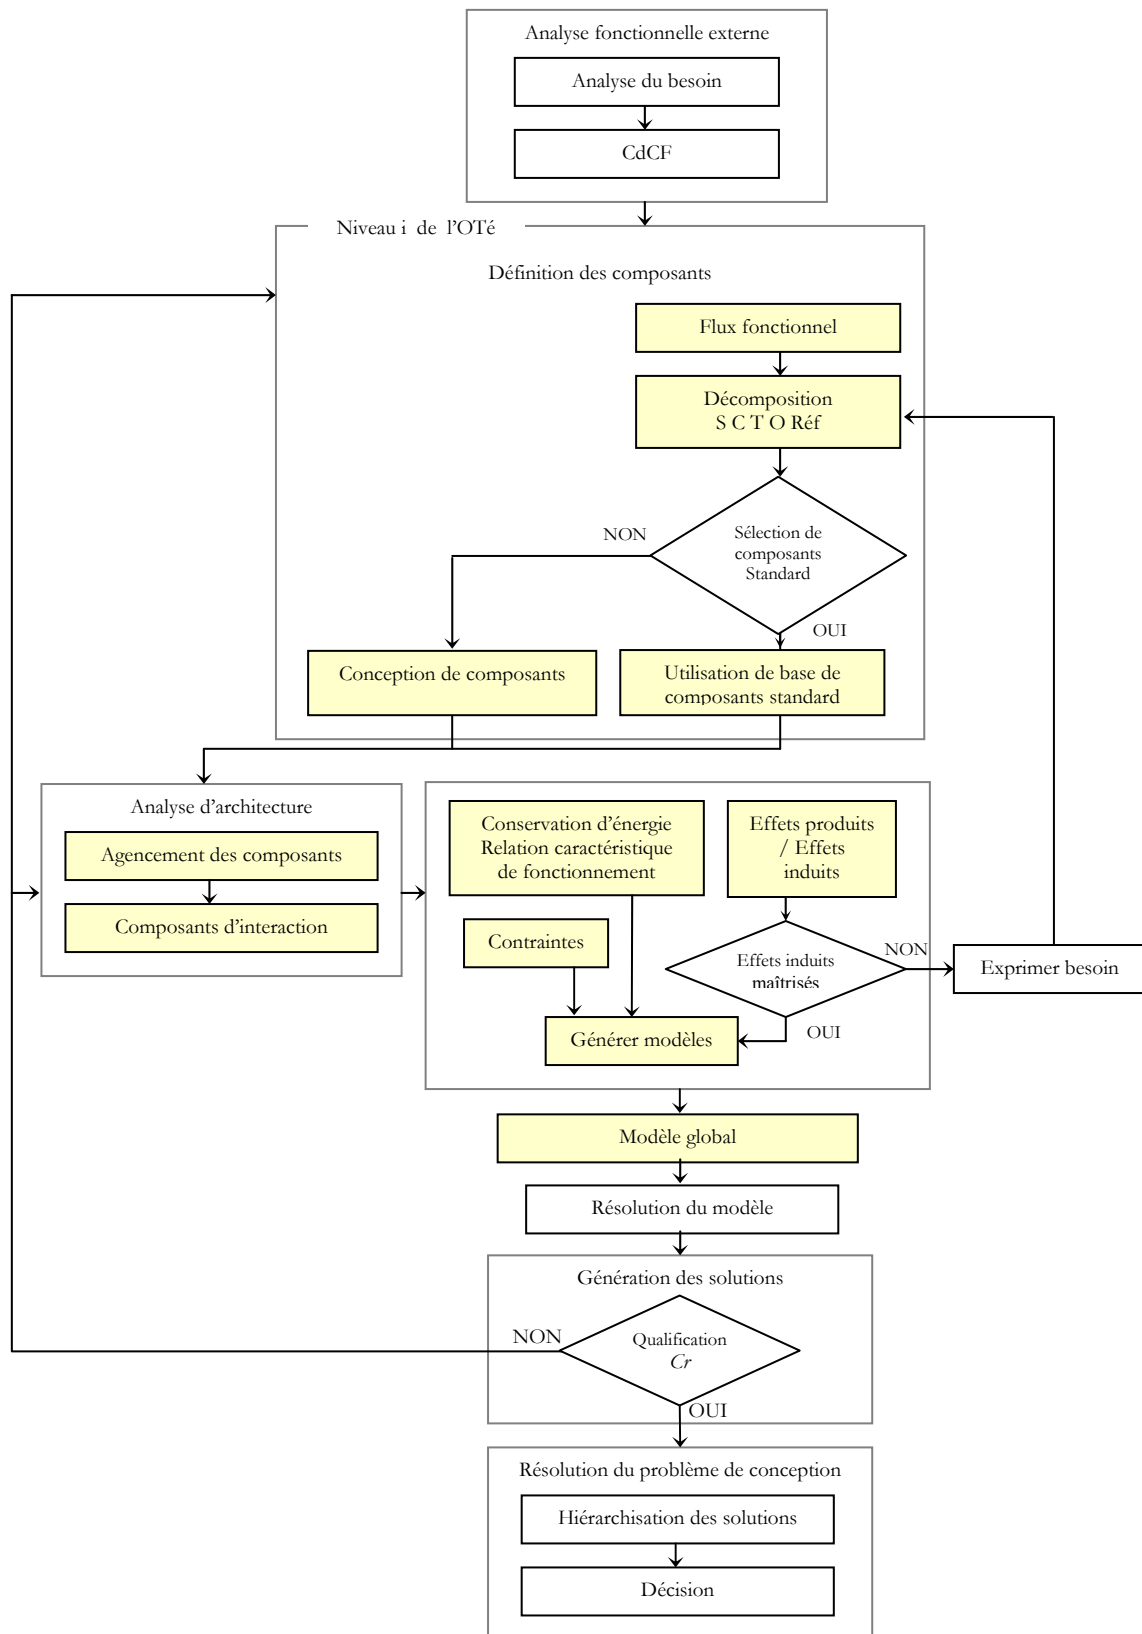 Analyse fonctionnelle externe
Analyse du besoin
CdCF
Niveau i de l'OTé
Définition des composants
Flux fonctionnel
Décomposition
S C T O Réf
NON
Sélection de
composants
Standard
OUI
Conception de composants
Utilisation de base de
composants standard
Analyse d'architecture
Agencement des composants
Composants d'interaction
Conservation d'énergie
Relation caractéristique
de fonctionnement
Effets produits
/ Effets
induits
Contraintes
Effets induits
maîtrisés
NON
Exprimer besoin
Générer modèles
OUI
Modèle global
Résolution du modèle
Génération des solutions
NON
Qualification
Cr
OUI
Résolution du problème de conception
Hiérarchisation des solutions
Décision